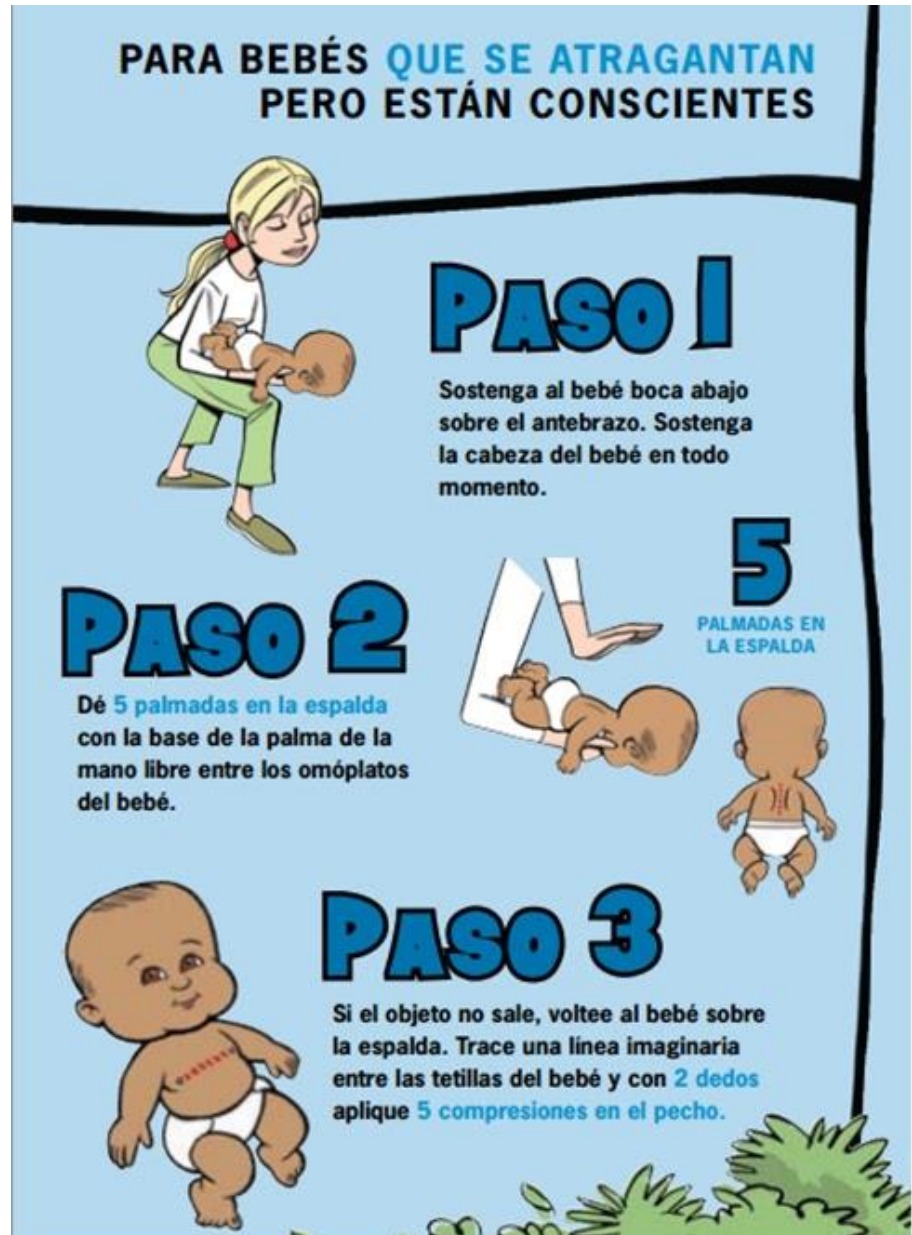 PARA BEBÉS QUE SE ATRAGANTAN
PERO ESTÁN CONSCIENTES
PASO 1
Sostenga al bebé boca abajo
sobre el antebrazo. Sostenga
la cabeza del bebé en todo
momento.
PASO 2
Dé 5 palmadas en la espalda
con la base de la palma de la
mano libre entre los omóplatos
del bebé.
5
PALMADAS EN
LA ESPALDA
PASO 3
Si el objeto no sale, voltee al bebé sobre
la espalda. Trace una línea imaginaria
entre las tetillas del bebé y con 2 dedos
aplique 5 compresiones en el pecho.